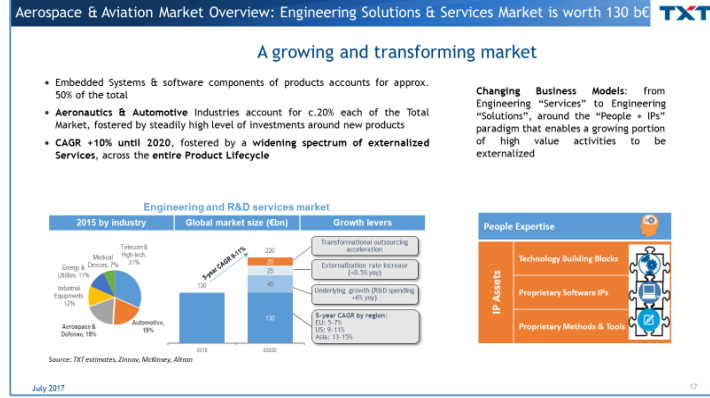 Aerospace & Aviation Market Overview: Engineering Solutions & Services Market is worth 130 b€
TXT
A growing and transforming market
• Embedded Systems & software components of products accounts for approx.
50% of the total
• Aeronautics & Automotive Industries account for c.20% each of the Total
Market, fostered by steadily high level of investments around new products
• CAGR +10% until 2020, fostered by a widening spectrum of externalized
Services, across the entire Product Lifecycle
Changing Business Models: from
Engineering “Services” to Engineering
“Solutions”, around the “People + IPs”
paradigm that enables a growing portion
of high value activities to be
externalized
Engineering and R&D services market
2015 by industry
Global market size (€bn)
Growth levers
Telecom &
High-tech,
31%
Medical
Devices, 7%
Energy &
Utilities, 11%
Industrial
Equipments,
12%
Aerospace &
Defense, 18%
Automotive,
19%
5-year CAGR 9-11%
130
220
20
25
45
130
2015
2020E
Transformational outsourcing
acceleration
Externalization rate increase
(+0.5% yoy)
Underlying growth (R&D spending
+6% yoy)
5-year CAGR by region:
EU: 5-7%
US: 9-11%
Asia: 13-15%
People Expertise
IP Assets
Technology Building Blocks
Proprietary Software IPs
Proprietary Methods & Tools
Source: TXT estimates, Zinnov, McKinsey, Altran
July 2017
17